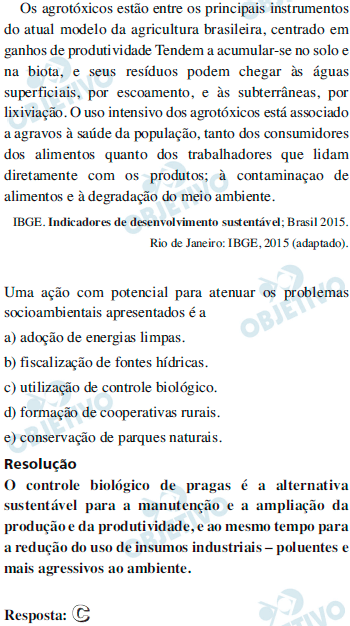 Os agrotóxicos estão entre os principais instrumentos
do atual modelo da agricultura brasileira, centrado em
ganhos de produtividade Tendem a acumular-se no solo e
na biota, e seus resíduos podem chegar às águas
superficiais, por escoamento, e às subterrâneas, por
lixiviação. O uso intensivo dos agrotóxicos está associado
a agravos à saúde da população, tanto dos consumidores
dos alimentos quanto dos trabalhadores que lidam
diretamente com os produtos; à contaminaçao de
alimentos e à degradação do meio ambiente.
IBGE. Indicadores de desenvolvimento sustentável; Brasil 2015.
Rio de Janeiro: IBGE, 2015 (adaptado).
Uma ação com potencial para atenuar os problemas
socioambientais apresentados é a
a) adoção de energias limpas.
b) fiscalização de fontes hídricas.
c) utilização de controle biológico.
d) formação de cooperativas rurais.
e) conservação de parques naturais.
Resolução
O controle biológico de pragas é a alternativa
sustentável para a manutenção e a ampliação da
produção e da produtividade, e ao mesmo tempo para
a redução do uso de insumos industriais – poluentes e
mais agressivos ao ambiente.
Resposta: C
OBJETIVO
OBJETIVO
OBJETIVO
OBJETIVO
OBJETIVO
OBJETIVO